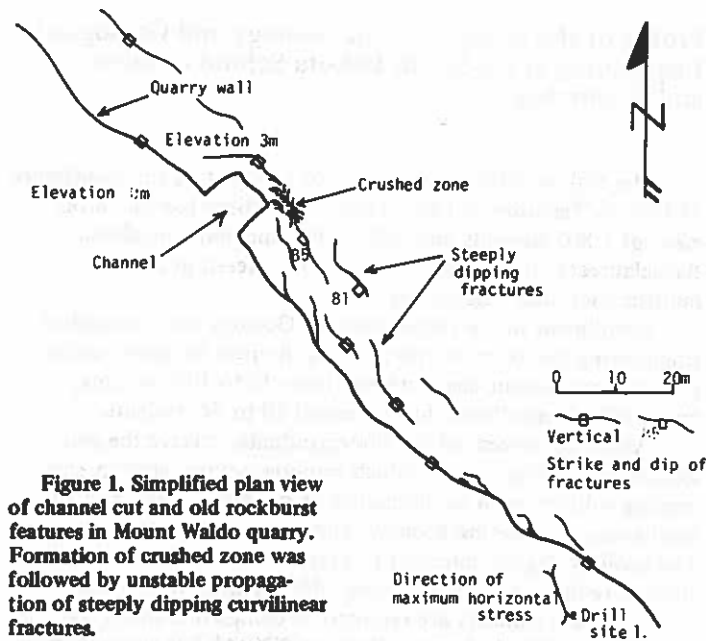 Quarry wall
Elevation 3m
Elevation
Crushed zone
Channel
85
Steeply
dipping
fractures
81
N
0 10 20m
Vertical
Strike and dip of
fractures
Figure 1. Simplified plan view
of channel cut and old rockburst
features in Mount Waldo quarry.
Formation of crushed zone was
followed by unstable propaga-
tion of steeply dipping curvilinear
fractures.
Direction of
maximum horizontal
stress
Drill
site 1.